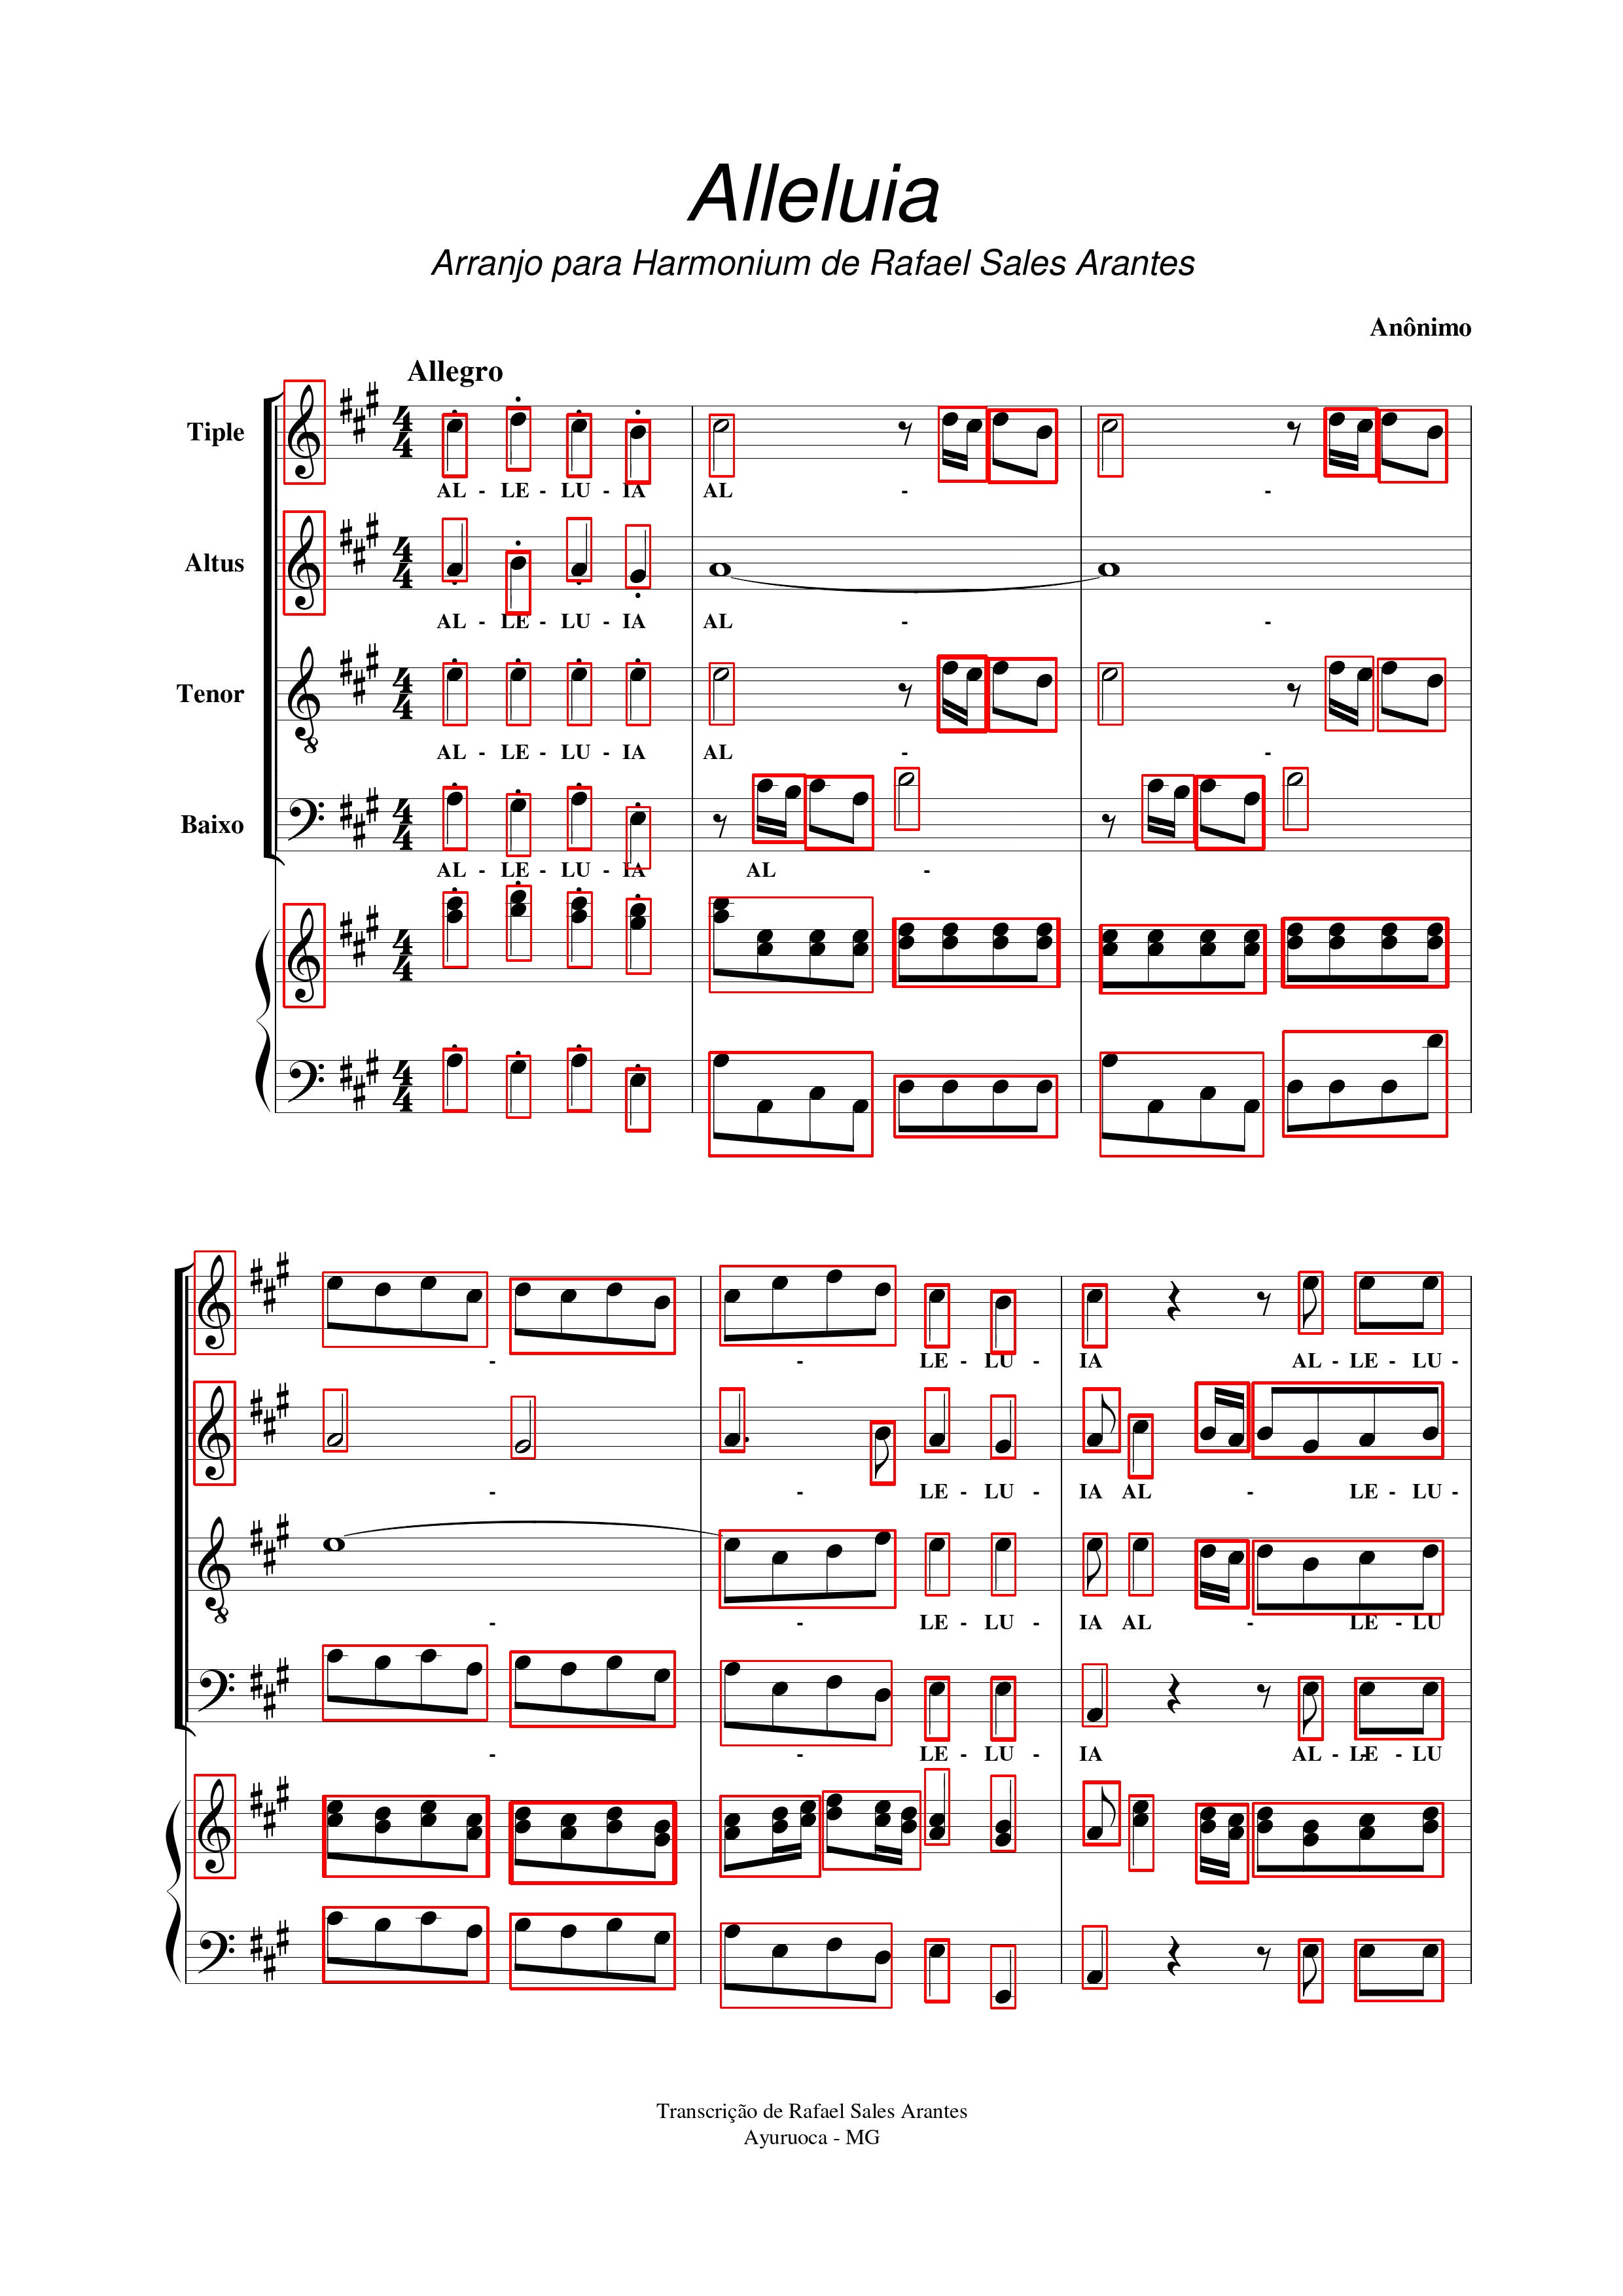 Alleluia
Arranjo para Harmonium de Rafael Sales Arantes
Anônimo
Allegro
Tiple
AL - LE - LU - IA AL - -
Altus
AL - LE - LU - IA AL - -
Tenor
AL - LE - LU - IA AL - -
Baixo
AL - LE - LU - IA AL -
- - LE - LU - IA AL - LE - LU -
- - LE - LU - IA AL - LE - LU -
- - LE - LU - IA AL - LE - LU
- - LE - LU - IA AL - LE - LU
Transcrição de Rafael Sales Arantes
Ayuruoca - MG